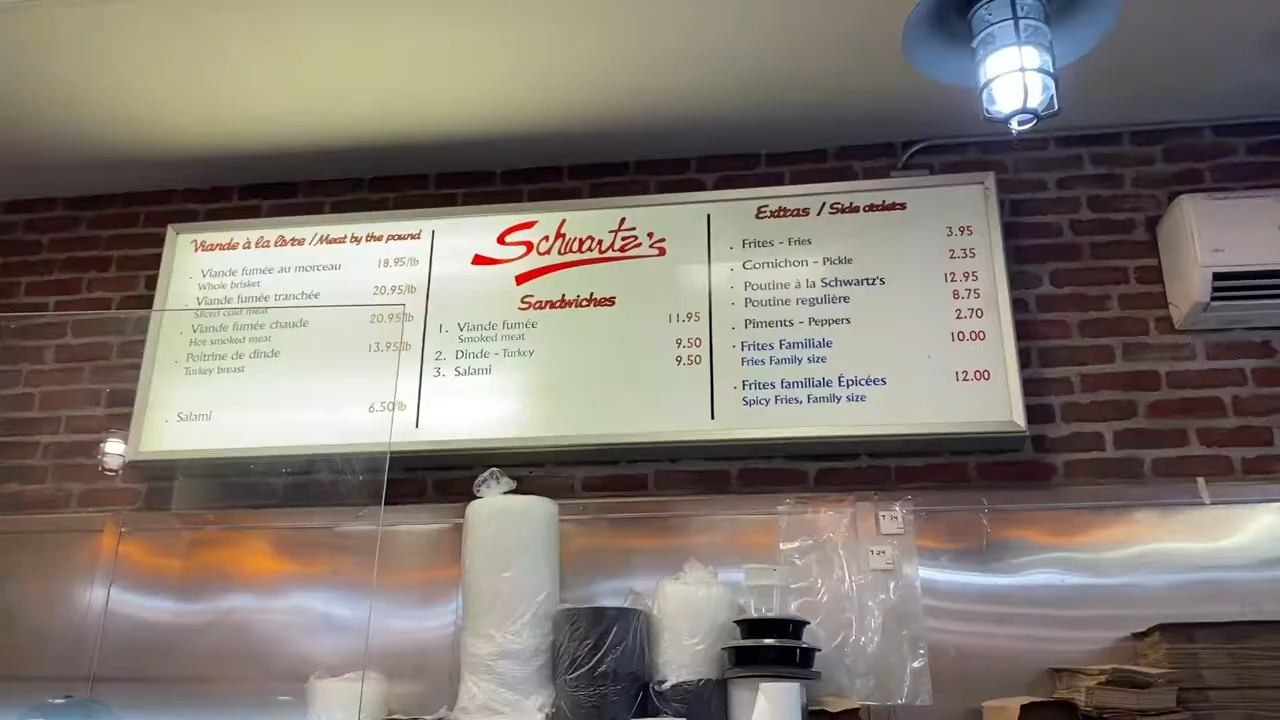 Viande à la livre / Meat by the pound
. Viande fumée au morceau 18.95/lb
Whole brisket
. Viande fumée tranchée 20.95/lb
Sliced cold meat
. Viande fumée chaude 20.95/lb
Hot smoked meat
. Poitrine de dinde 13.95/lb
Turkey breast
. Salami 6.50/lb
Schwartz's
Sandwiches
1. Viande fumée 11.95
Smoked meat
2. Dinde - Turkey 9.50
3. Salami 9.50
Extras / Side orders
. Frites - Fries 3.95
. Cornichon - Pickle 2.35
. Poutine à la Schwartz's 12.95
. Poutine regulière 8.75
. Piments - Peppers 2.70
. Frites Familiale 10.00
Fries Family size
. Frites familiale Épicées 12.00
Spicy Fries, Family size
T 24